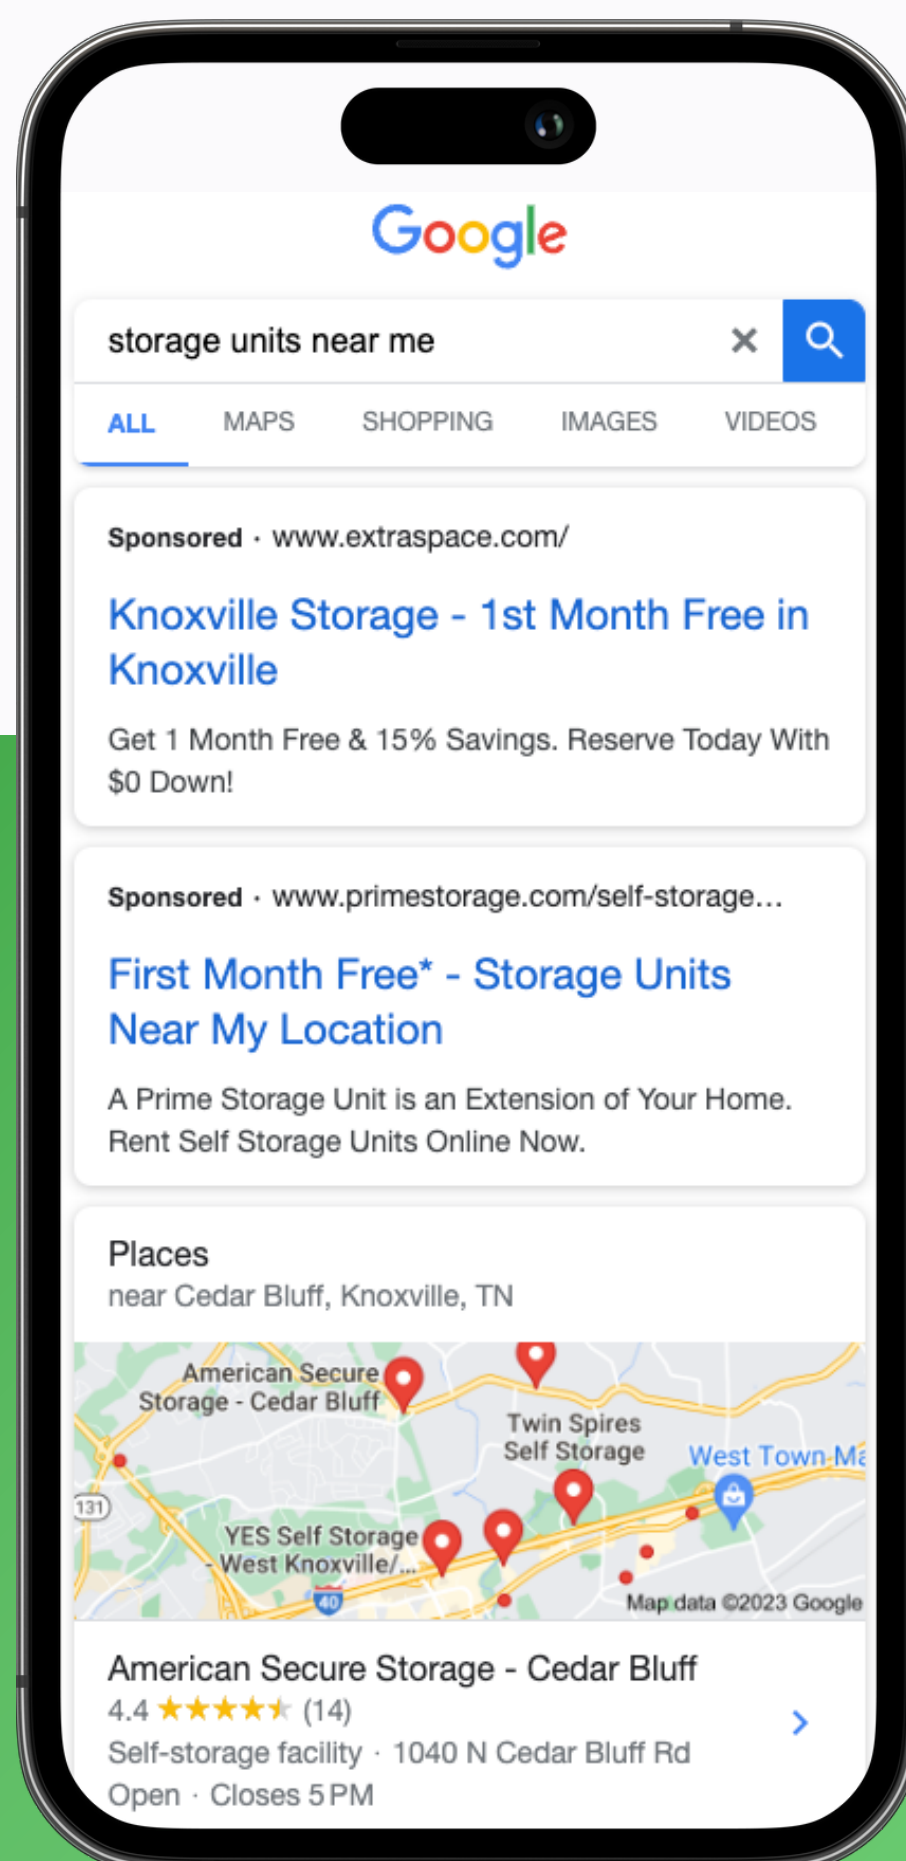 Google
storage units near me
ALL MAPS SHOPPING IMAGES VIDEOS
Sponsored · www.extraspace.com/
Knoxville Storage - 1st Month Free in
Knoxville
Get 1 Month Free & 15% Savings. Reserve Today With
$0 Down!
Sponsored · www.primestorage.com/self-storage...
First Month Free* - Storage Units
Near My Location
A Prime Storage Unit is an Extension of Your Home.
Rent Self Storage Units Online Now.
Places
near Cedar Bluff, Knoxville, TN
American Secure
Storage - Cedar Bluff
Twin Spires
Self Storage
West Town Ma
131
YES Self Storage
- West Knoxville/...
40
Map data ©2023 Google
American Secure Storage - Cedar Bluff
4.4 (14)
Self-storage facility · 1040 N Cedar Bluff Rd
Open · Closes 5 PM